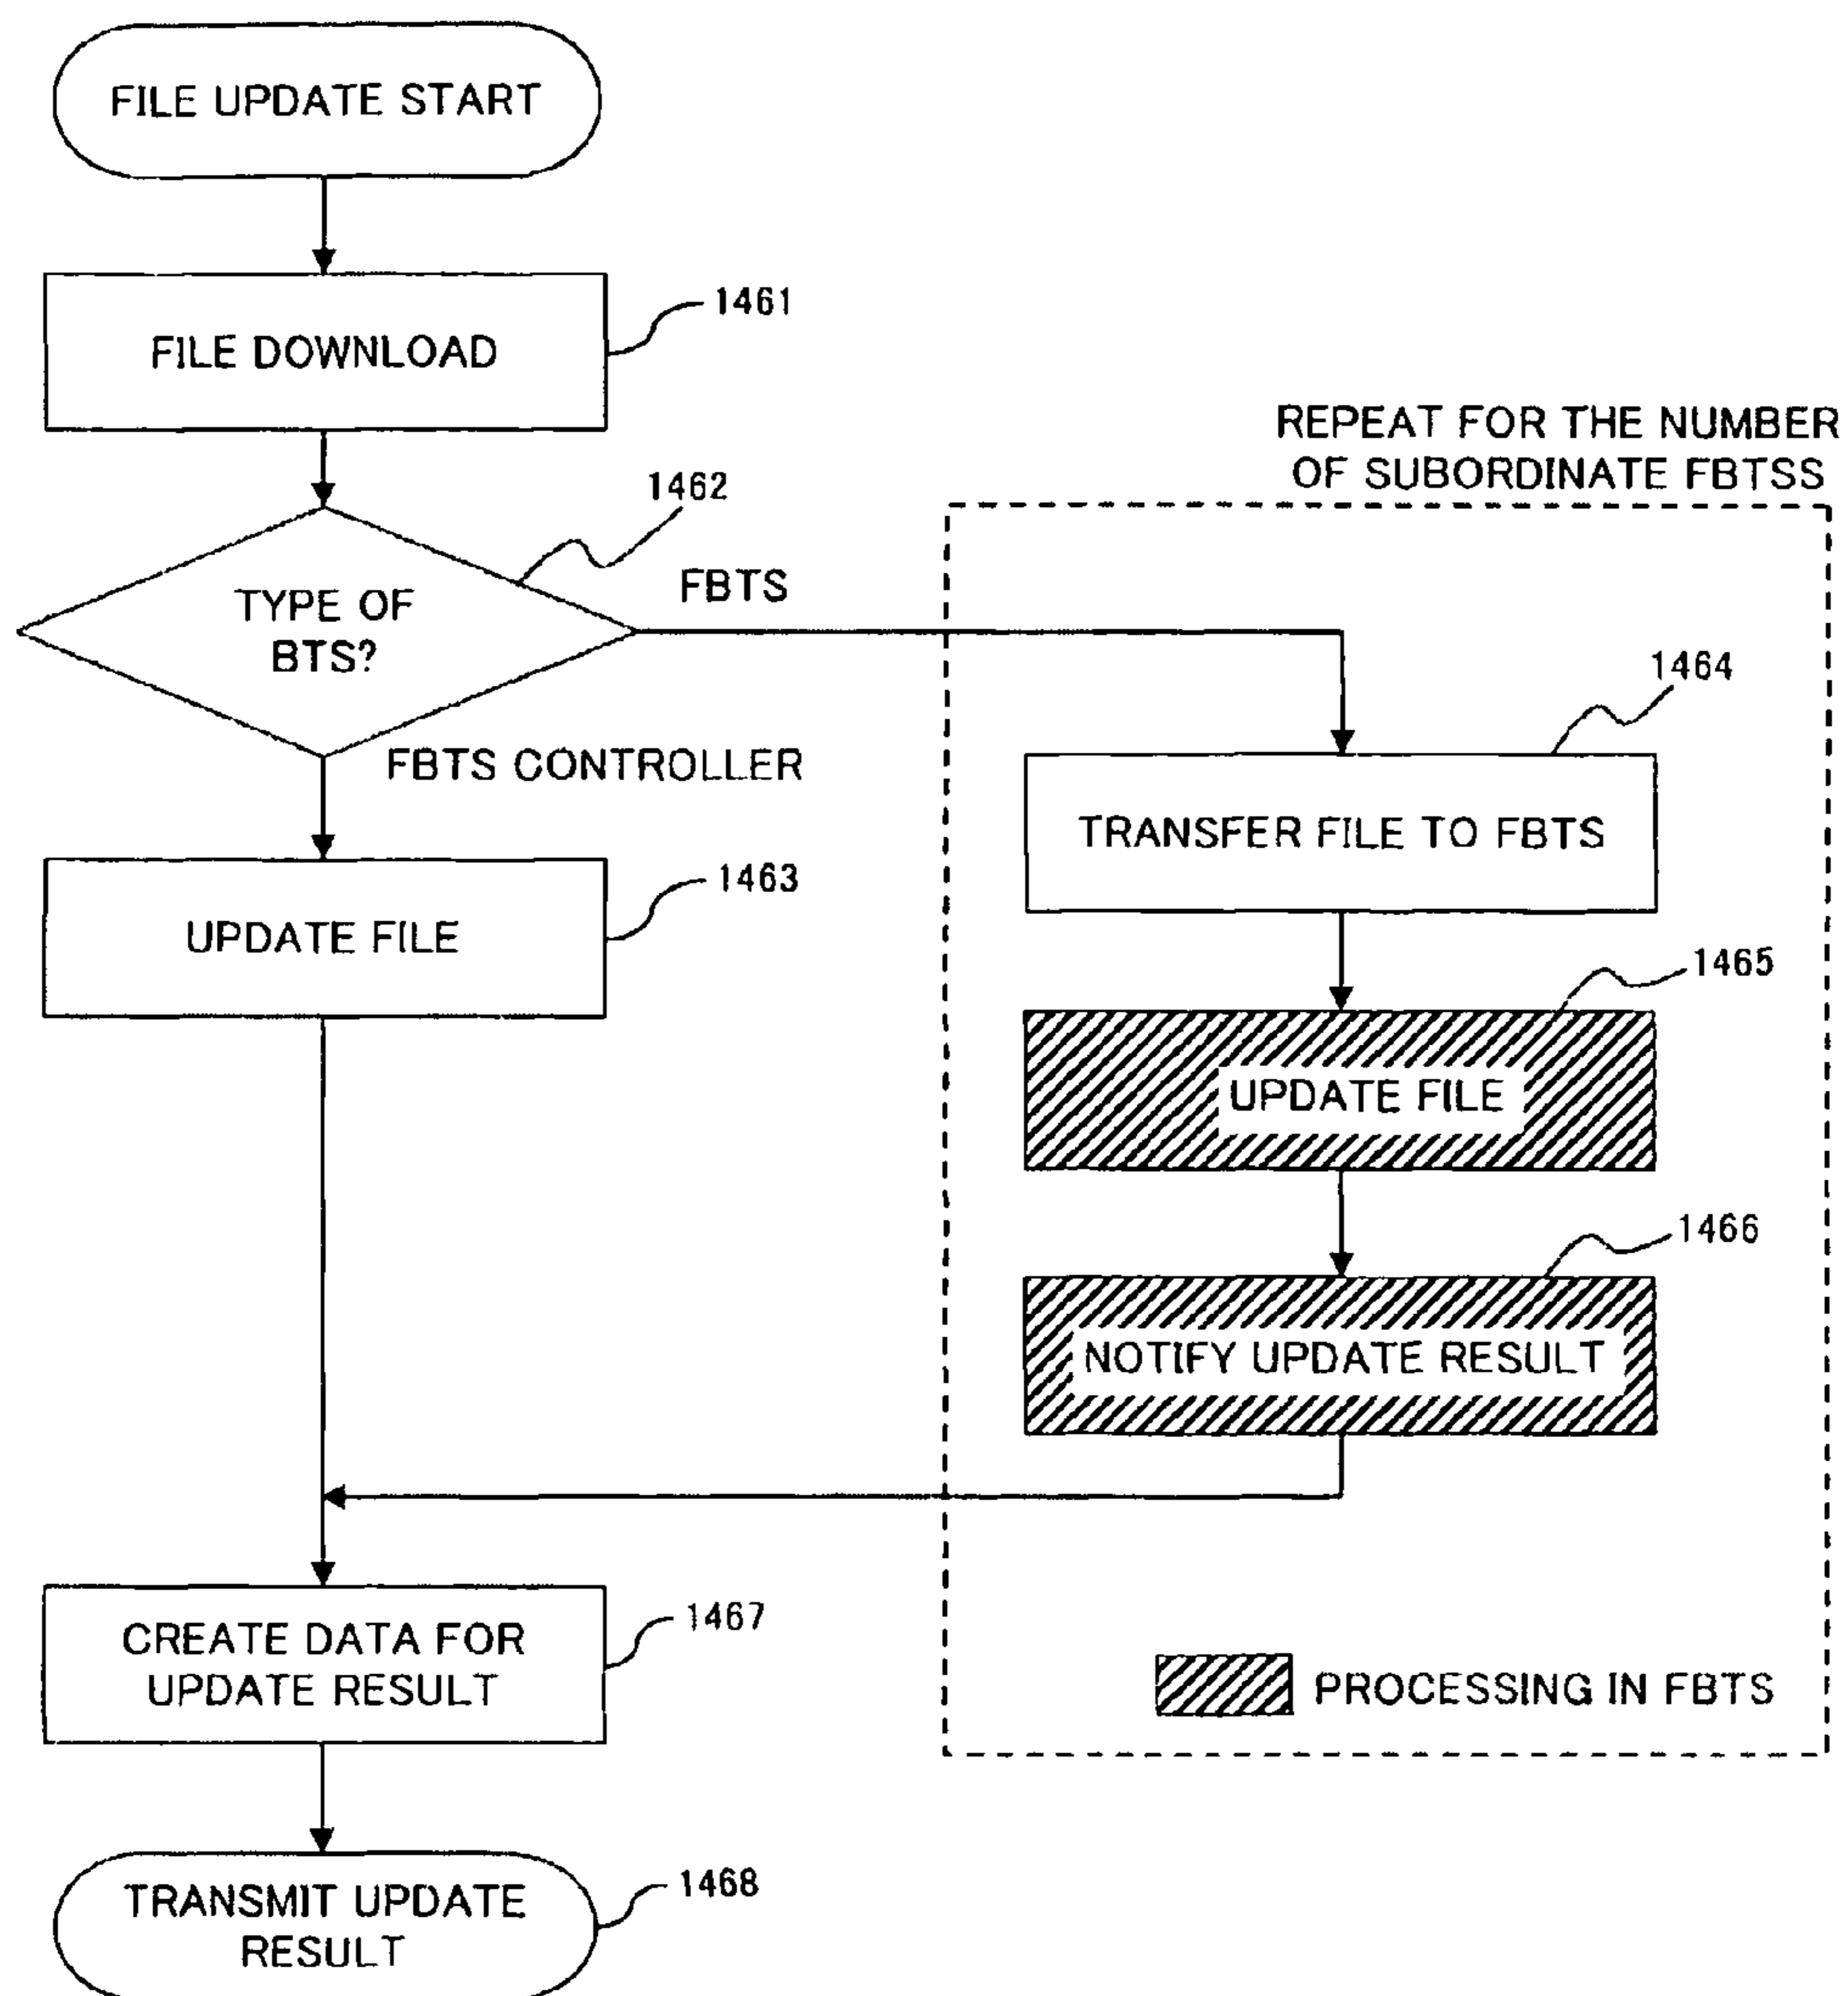 FILE UPDATE START
1461
FILE DOWNLOAD
REPEAT FOR THE NUMBER
OF SUBORDINATE FBTSS
1462
FBTS
TYPE OF
BTS?
1464
FBTS CONTROLLER
TRANSFER FILE TO FBTS
1463
UPDATE FILE
1465
UPDATE FILE
1466
NOTIFY UPDATE RESULT
1467
CREATE DATA FOR
UPDATE RESULT
PROCESSING IN FBTS
1468
TRANSMIT UPDATE
RESULT